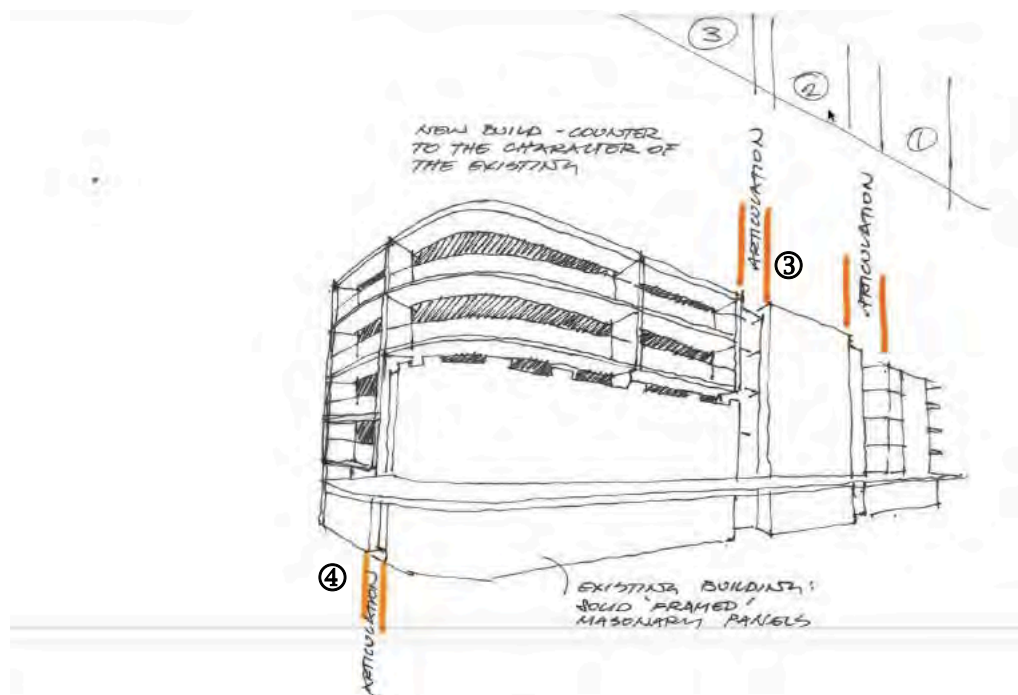 3
2
1
NEW BUILD - COUNTER
TO THE CHARACTER OF
THE EXISTING
ARTICULATION
ARTICULATION
③
④
ARTICULATION
EXISTING BUILDING:
SOLID 'FRAMED'
MASONARY PANELS